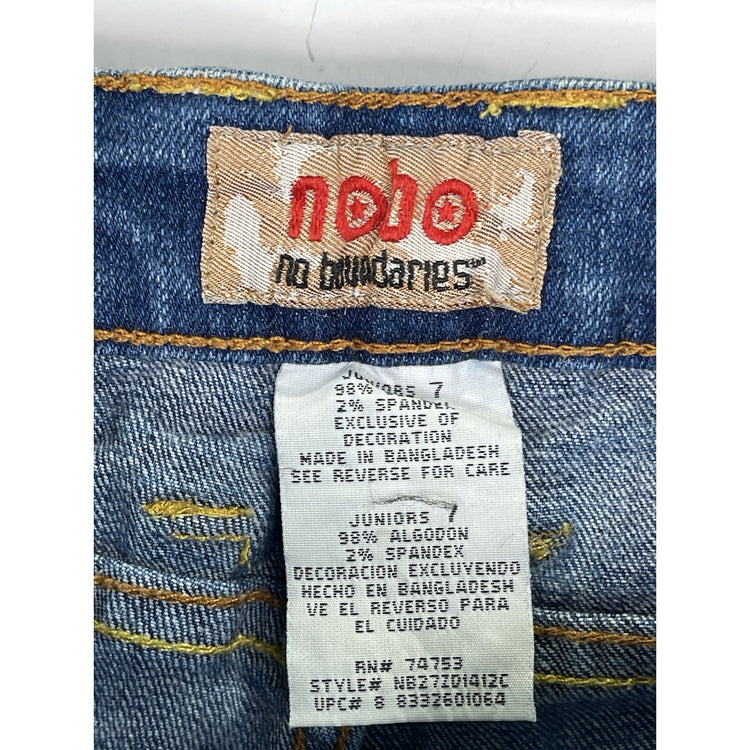 nobo
no boundaries™
JUNIORS 7
98%
2% SPANDEX
EXCLUSIVE OF
DECORATION
MADE IN BANGLADESH
SEE REVERSE FOR CARE
JUNIORS 7
98% ALGODON
2% SPANDEX
DECORACION EXCLUYENDO
HECHO EN BANGLADESH
VE EL REVERSO PARA
EL CUIDADO
RN# 74753
STYLE# NB27Z01412C
UPC# 8 8332601064